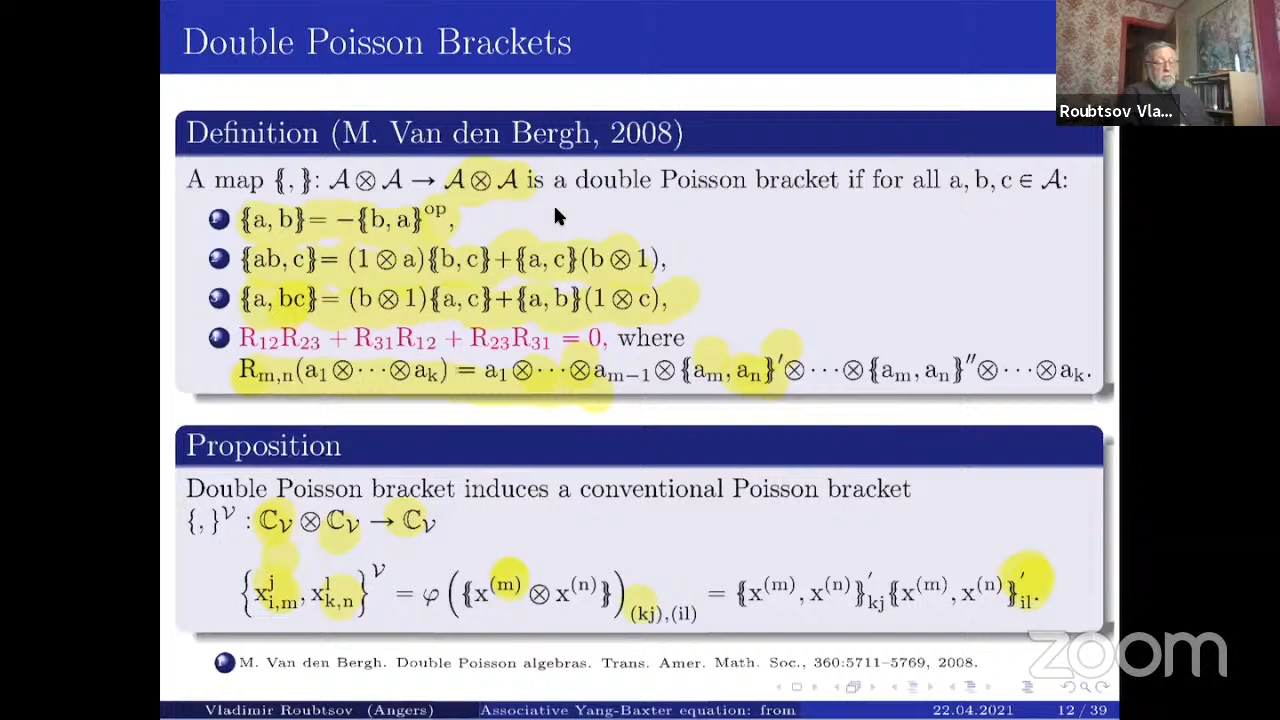 Double Poisson Brackets
Roubtsov Vla...
Definition (M. Van den Bergh, 2008)
A map {{,}}: 𝒜 ⊗ 𝒜 → 𝒜 ⊗ 𝒜 is a double Poisson bracket if for all a, b, c ∈ 𝒜:
{{a, b}} = −{{b, a}}^op,
{{ab, c}} = (1 ⊗ a){{b, c}} + {{a, c}}(b ⊗ 1),
{{a, bc}} = (b ⊗ 1){{a, c}} + {{a, b}}(1 ⊗ c),
R₁₂R₂₃ + R₃₁R₁₂ + R₂₃R₃₁ = 0, where
R_{m,n}(a₁ ⊗ ··· ⊗ a_k) = a₁ ⊗ ··· ⊗ a_{m−1} ⊗ {{a_m, a_n}}′ ⊗ ··· ⊗ {{a_m, a_n}}″ ⊗ ··· ⊗ a_k.
Proposition
Double Poisson bracket induces a conventional Poisson bracket
{,}^𝒱 : ℂ_𝒱 ⊗ ℂ_𝒱 → ℂ_𝒱
{x^j_{i,m}, x^l_{k,n}}^𝒱 = φ({{x^(m) ⊗ x^(n)}})_{(kj),(il)} = {{x^(m), x^(n)}}′_{kj} {{x^(m), x^(n)}}′_{il}.
M. Van den Bergh. Double Poisson algebras. Trans. Amer. Math. Soc., 360:5711–5769, 2008.
zoom
Vladimir Roubtsov (Angers) Associative Yang-Baxter equation: from 22.04.2021 12 / 39